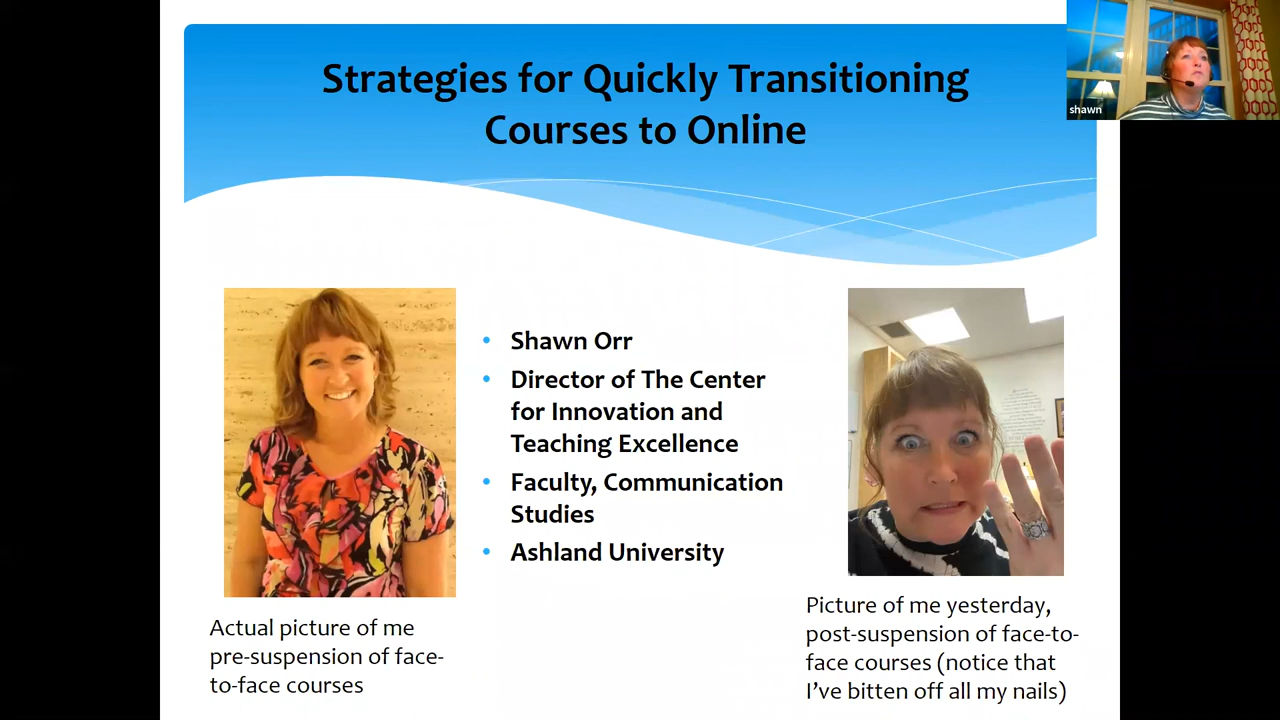 Strategies for Quickly Transitioning
Courses to Online
shawn
• Shawn Orr
• Director of The Center
for Innovation and
Teaching Excellence
• Faculty, Communication
Studies
• Ashland University
Actual picture of me
pre-suspension of face-
to-face courses
Picture of me yesterday,
post-suspension of face-to-
face courses (notice that
I’ve bitten off all my nails)